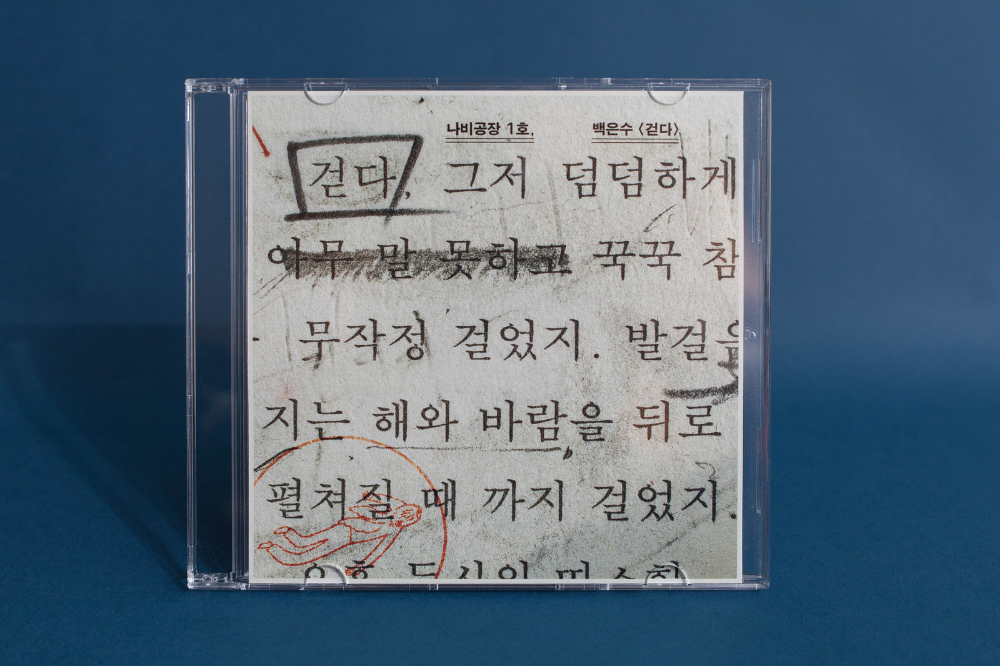 나비공장 1호, 백은수 〈걷다〉
걷다, 그저 덤덤하게
아무 말 못하고 꾹꾹 참
무작정 걸었지. 발걸을
지는 해와 바람을 뒤로
펼쳐질 때 까지 걸었지.